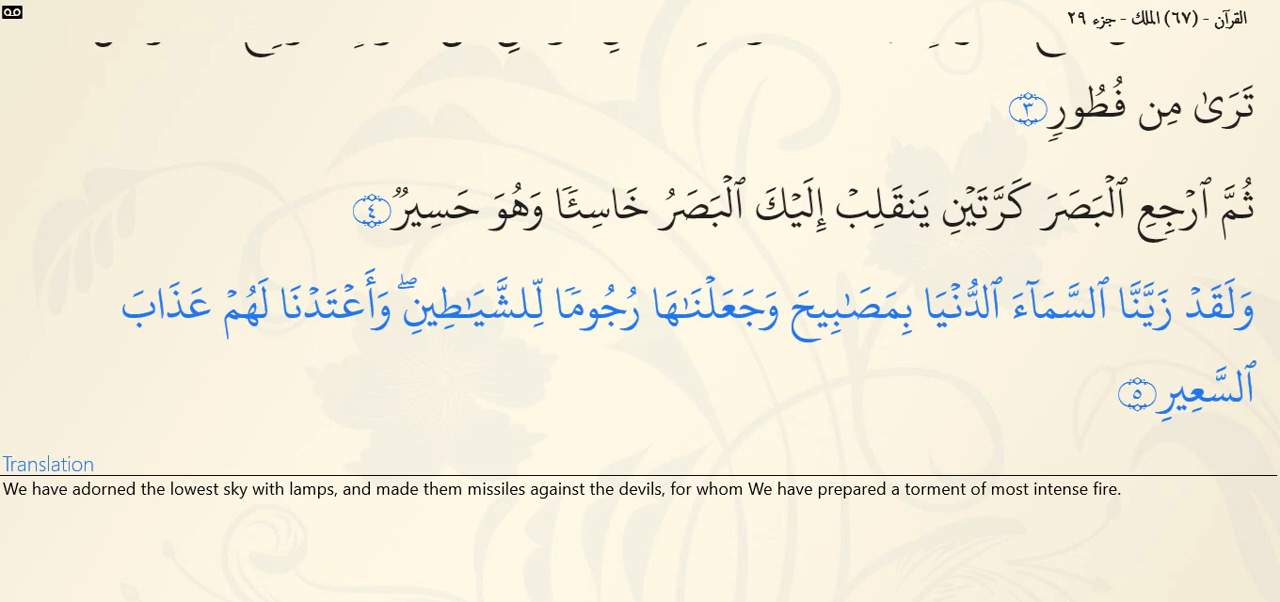 القرآن - (٦٧) الملك - جزء ٢٩
تَرَىٰ مِن فُطُورٍۢ ٣
ثُمَّ ٱرْجِعِ ٱلْبَصَرَ كَرَّتَيْنِ يَنقَلِبْ إِلَيْكَ ٱلْبَصَرُ خَاسِئًۭا وَهُوَ حَسِيرٌۭ ٤
وَلَقَدْ زَيَّنَّا ٱلسَّمَآءَ ٱلدُّنْيَا بِمَصَٰبِيحَ وَجَعَلْنَٰهَا رُجُومًۭا لِّلشَّيَٰطِينِ ۖ وَأَعْتَدْنَا لَهُمْ عَذَابَ
ٱلسَّعِيرِ ٥
Translation
We have adorned the lowest sky with lamps, and made them missiles against the devils, for whom We have prepared a torment of most intense fire.